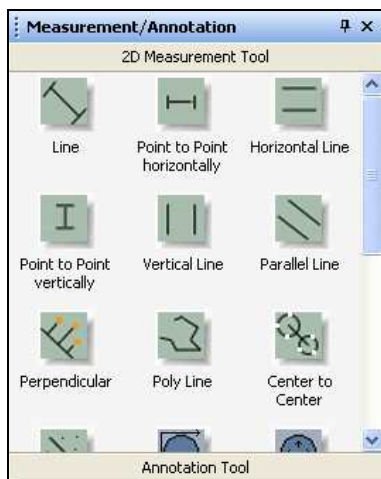 Measurement/Annotation
2D Measurement Tool
Line
Point to Point
horizontally
Horizontal Line
Point to Point
vertically
Vertical Line
Parallel Line
Perpendicular
Poly Line
Center to
Center
Annotation Tool